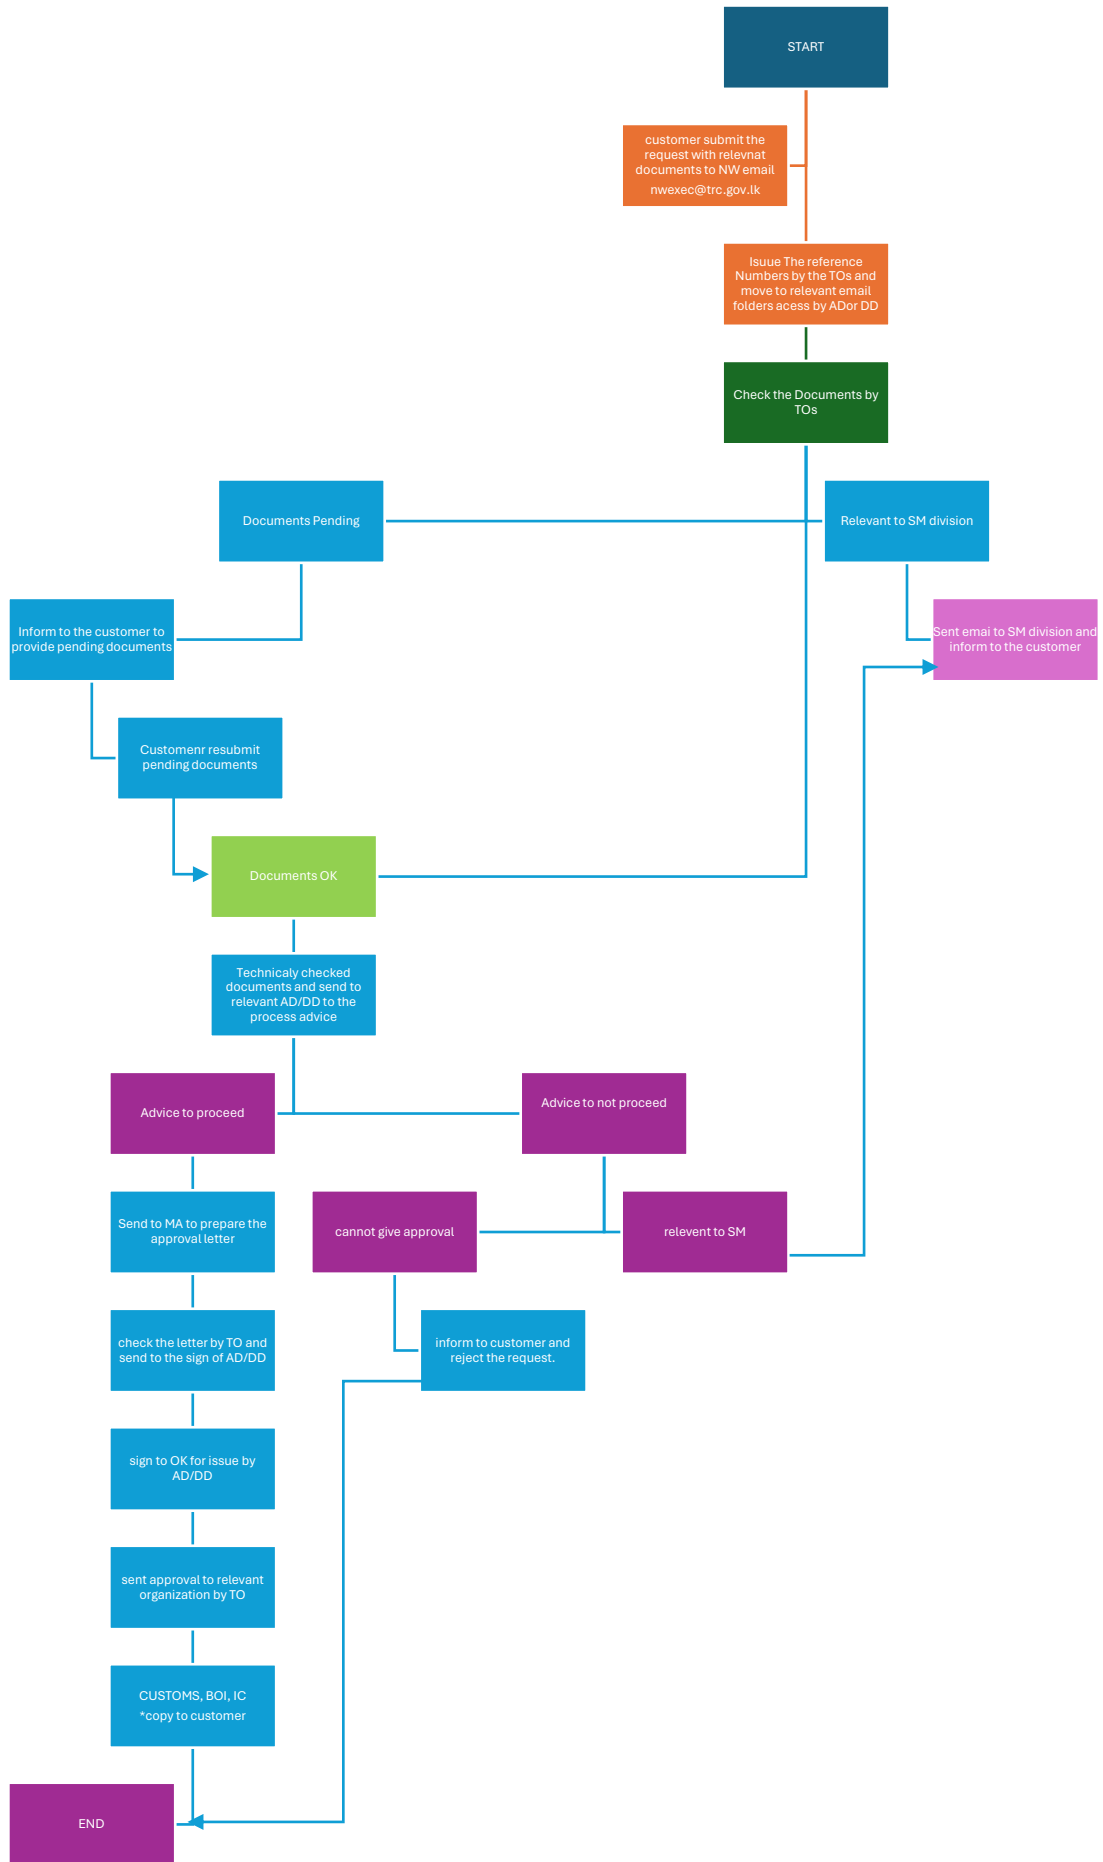 START
customer submit the
request with relevnat
documents to NW email
nwexec@trc.gov.lk
Isuue The reference
Numbers by the TOs and
move to relevant email
folders acess by ADor DD
Check the Documents by
TOs
Documents Pending
Relevant to SM division
Inform to the customer to
provide pending documents
Sent emai to SM division and
inform to the customer
Customenr resubmit
pending documents
Documents OK
Technicaly checked
documents and send to
relevant AD/DD to the
process advice
Advice to proceed
Advice to not proceed
Send to MA to prepare the
approval letter
cannot give approval
relevent to SM
check the letter by TO and
send to the sign of AD/DD
inform to customer and
reject the request.
sign to OK for issue by
AD/DD
sent approval to relevant
organization by TO
CUSTOMS, BOI, IC
*copy to customer
END